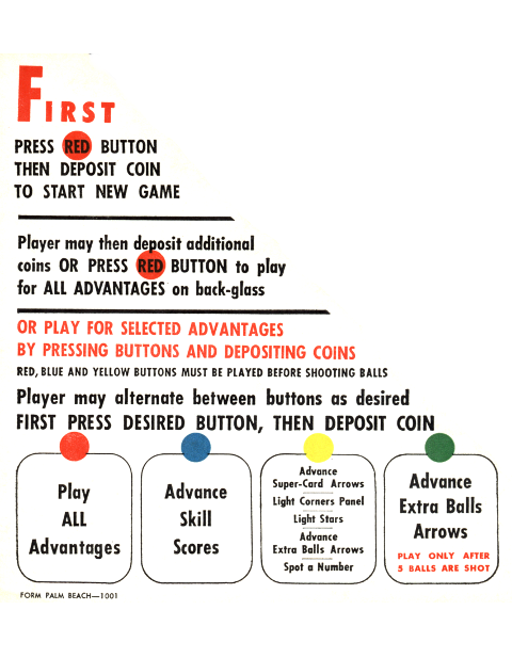 FIRST
PRESS RED BUTTON
THEN DEPOSIT COIN
TO START NEW GAME
Player may then deposit additional
coins OR PRESS RED BUTTON to play
for ALL ADVANTAGES on back-glass
OR PLAY FOR SELECTED ADVANTAGES
BY PRESSING BUTTONS AND DEPOSITING COINS
RED, BLUE AND YELLOW BUTTONS MUST BE PLAYED BEFORE SHOOTING BALLS
Player may alternate between buttons as desired
FIRST PRESS DESIRED BUTTON, THEN DEPOSIT COIN
Play
ALL
Advantages
Advance
Skill
Scores
Advance
Super-Card Arrows
Light Corners Panel
Light Stars
Advance
Extra Balls Arrows
Spot a Number
Advance
Extra Balls
Arrows
PLAY ONLY AFTER
5 BALLS ARE SHOT
FORM PALM BEACH—1001